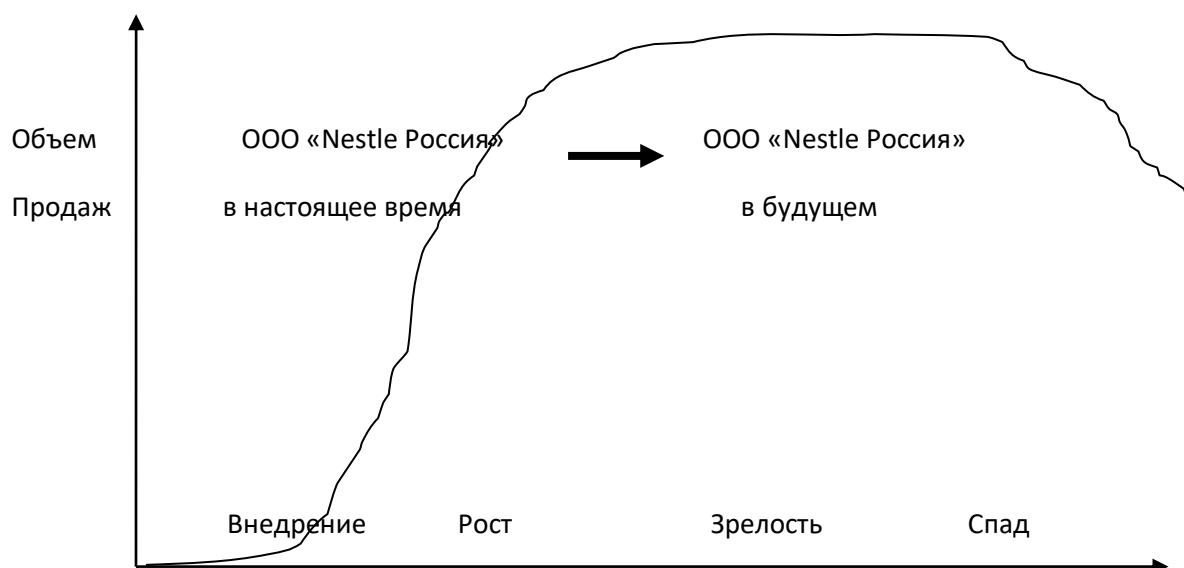 Объем ООО «Nestle Россия» ООО «Nestle Россия»
Продаж в настоящее время в будущем
Внедрение Рост Зрелость Спад